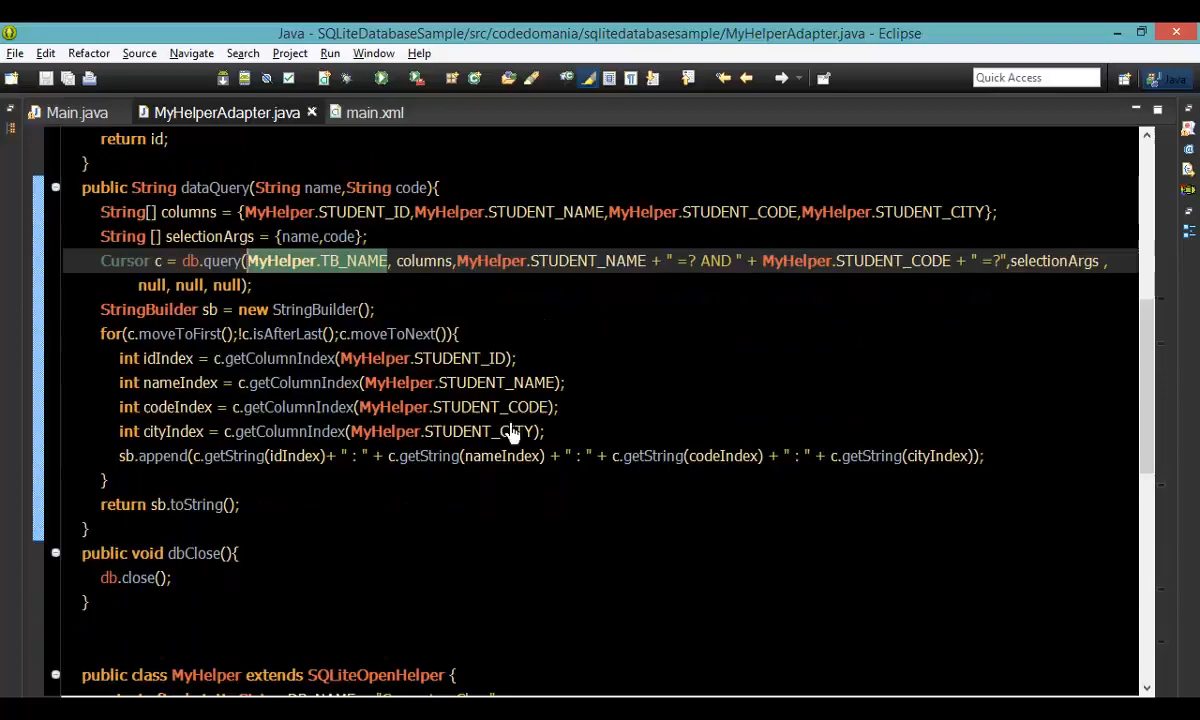 Java - SQLiteDatabaseSample/src/codedomania/sqlitedatabasesample/MyHelperAdapter.java - Eclipse
File Edit Refactor Source Navigate Search Project Run Window Help
Quick Access Java
Main.java MyHelperAdapter.java main.xml
return id;
}
public String dataQuery(String name,String code){
String[] columns = {MyHelper.STUDENT_ID,MyHelper.STUDENT_NAME,MyHelper.STUDENT_CODE,MyHelper.STUDENT_CITY};
String [] selectionArgs = {name,code};
Cursor c = db.query(MyHelper.TB_NAME, columns,MyHelper.STUDENT_NAME + " =? AND " + MyHelper.STUDENT_CODE + " =?",selectionArgs ,
null, null, null);
StringBuilder sb = new StringBuilder();
for(c.moveToFirst();!c.isAfterLast();c.moveToNext()){
int idIndex = c.getColumnIndex(MyHelper.STUDENT_ID);
int nameIndex = c.getColumnIndex(MyHelper.STUDENT_NAME);
int codeIndex = c.getColumnIndex(MyHelper.STUDENT_CODE);
int cityIndex = c.getColumnIndex(MyHelper.STUDENT_CITY);
sb.append(c.getString(idIndex)+ " : " + c.getString(nameIndex) + " : " + c.getString(codeIndex) + " : " + c.getString(cityIndex));
}
return sb.toString();
}
public void dbClose(){
db.close();
}
public class MyHelper extends SQLiteOpenHelper {